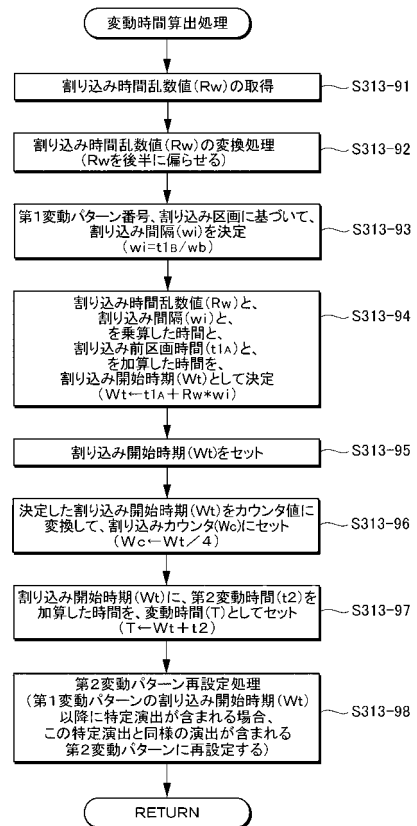 変動時間算出処理
割り込み時間乱数値(Rw)の取得
S313-91
割り込み時間乱数値(Rw)の変換処理
(Rwを後半に偏らせる)
S313-92
第1変動パターン番号、割り込み区画に基づいて、
割り込み間隔(wi)を決定
(wi=t1B/wb)
S313-93
割り込み時間乱数値(Rw)と、
割り込み間隔(wi)と、
を乗算した時間と、
割り込み前区画時間(t1A)と、
を加算した時間を、
割り込み開始時期(Wt)として決定
(Wt←t1A+Rw*wi)
S313-94
割り込み開始時期(Wt)をセット
S313-95
決定した割り込み開始時期(Wt)をカウンタ値に
変換して、割り込みカウンタ(Wc)にセット
(Wc←Wt/4)
S313-96
割り込み開始時期(Wt)に、第2変動時間(t2)を
加算した時間を、変動時間(T)としてセット
(T←Wt+t2)
S313-97
第2変動パターン再設定処理
(第1変動パターンの割り込み開始時期(Wt)
以降に特定演出が含まれる場合、
この特定演出と同様の演出が含まれる
第2変動パターンに再設定する)
S313-98
RETURN